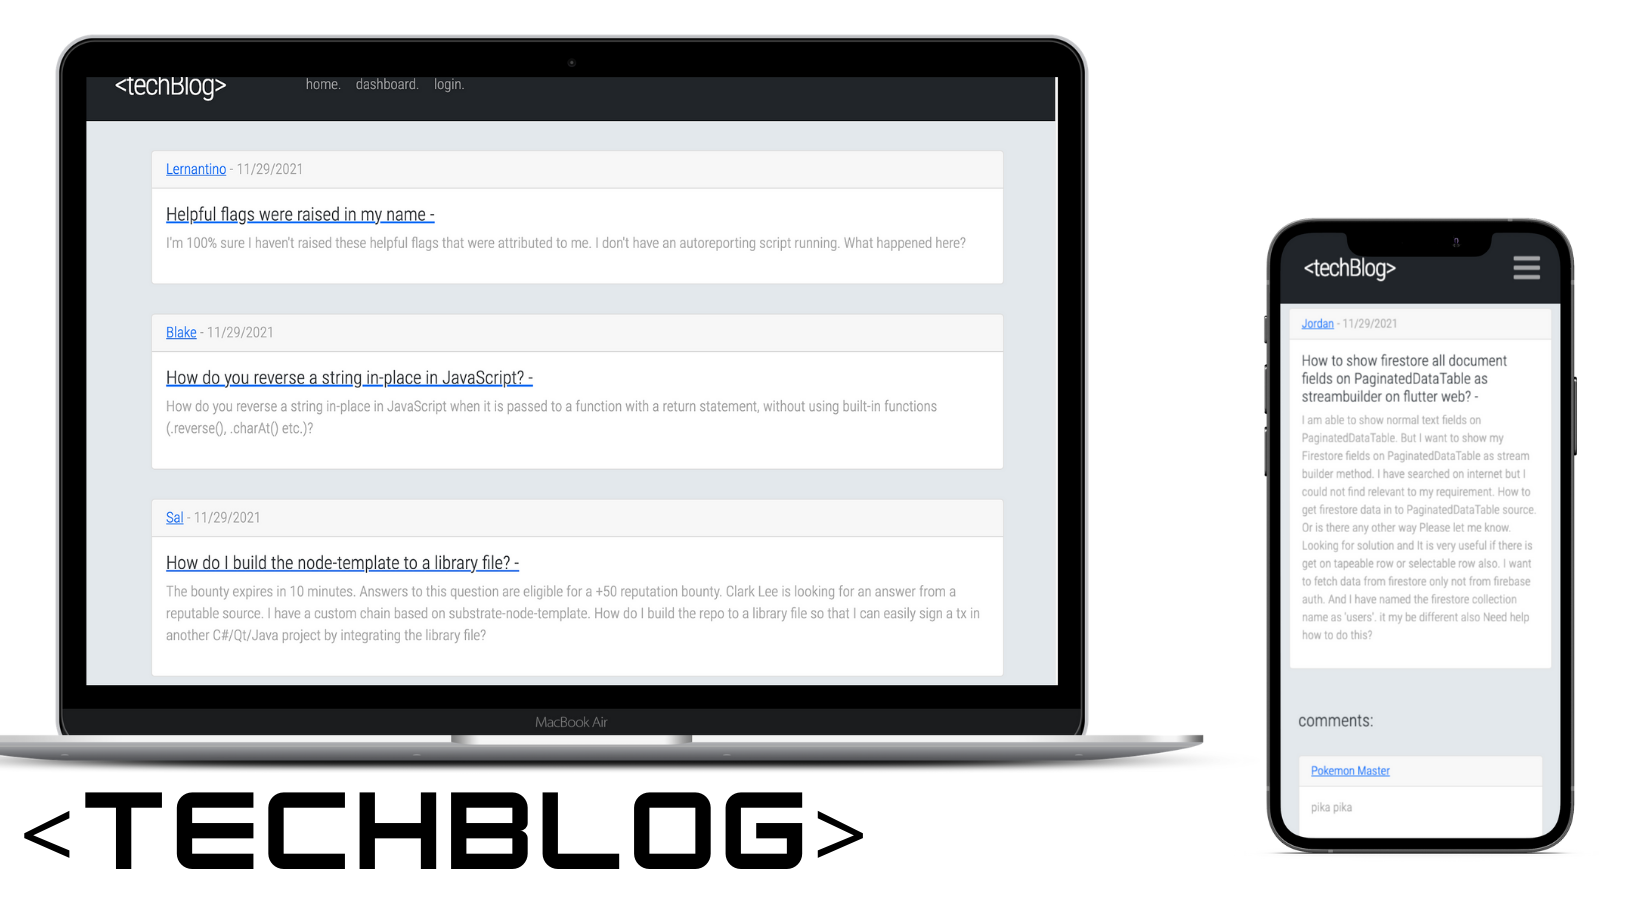 <techBlog>
home. dashboard. login.
Lernantino - 11/29/2021
Helpful flags were raised in my name -
I'm 100% sure I haven't raised these helpful flags that were attributed to me. I don't have an autoreporting script running. What happened here?
Blake - 11/29/2021
How do you reverse a string in-place in JavaScript? -
How do you reverse a string in-place in JavaScript when it is passed to a function with a return statement, without using built-in functions
(.reverse(), .charAt() etc.)?
Sal - 11/29/2021
How do I build the node-template to a library file? -
The bounty expires in 10 minutes. Answers to this question are eligible for a +50 reputation bounty. Clark Lee is looking for an answer from a
reputable source. I have a custom chain based on substrate-node-template. How do I build the repo to a library file so that I can easily sign a tx in
another C#/Qt/Java project by integrating the library file?
MacBook Air
<TECHBLOG>
<techBlog>
Jordan - 11/29/2021
How to show firestore all document
fields on PaginatedDataTable as
streambuilder on flutter web? -
I am able to show normal text fields on
PaginatedDataTable. But I want to show my
Firestore fields on PaginatedDataTable as stream
builder method. I have searched on internet but I
could not find relevant to my requirement. How to
get firestore data in to PaginatedDataTable source.
Or is there any other way Please let me know.
Looking for solution and It is very useful if there is
get on tapeable row or selectable row also. I want
to fetch data from firestore only not from firebase
auth. And I have named the firestore collection
name as 'users'. it my be different also Need help
how to do this?
comments:
Pokemon Master
pika pika